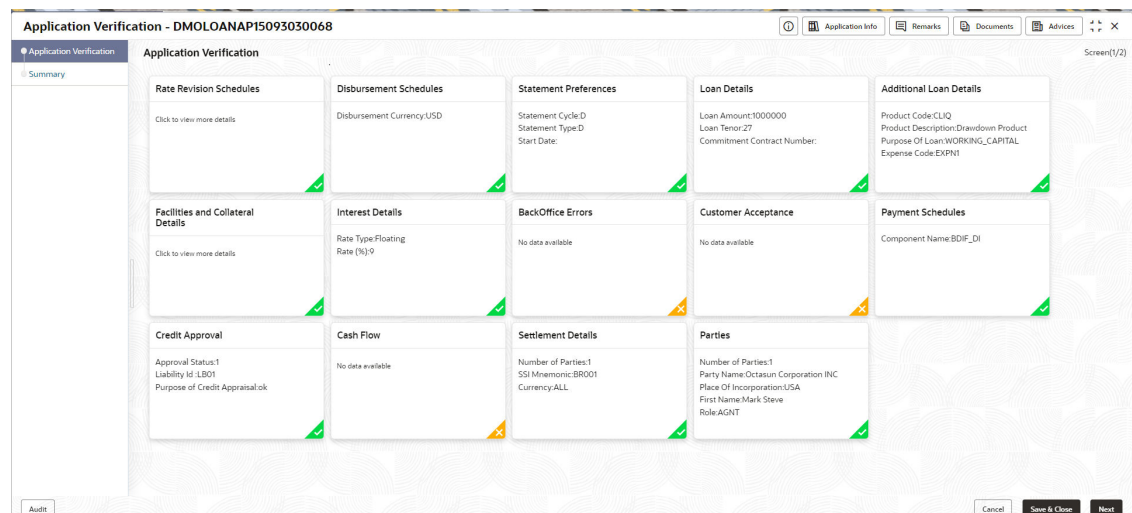 Application Verification - DMOLOANAP15093030068
Application Info
Remarks
Documents
Advices
Application Verification
Summary
Application Verification
Screen(1/2)
Rate Revision Schedules
Click to view more details
Disbursement Schedules
Disbursement Currency:USD
Statement Preferences
Statement Cycle:D
Statement Type:D
Start Date:
Loan Details
Loan Amount:1000000
Loan Tenor:27
Commitment Contract Number:
Additional Loan Details
Product Code:CLIQ
Product Description:Drawdown Product
Purpose Of Loan:WORKING_CAPITAL
Expense Code:EXPN1
Facilities and Collateral
Details
Click to view more details
Interest Details
Rate Type:Floating
Rate (%):9
BackOffice Errors
No data available
Customer Acceptance
No data available
Payment Schedules
Component Name:BDIF_DI
Credit Approval
Approval Status:1
Liability Id :LB01
Purpose of Credit Appraisal:ok
Cash Flow
No data available
Settlement Details
Number of Parties:1
SSI Mnemonic:BR001
Currency:ALL
Parties
Number of Parties:1
Party Name:Octasun Corporation INC
Place Of Incorporation:USA
First Name:Mark Steve
Role:AGNT
Audit
Cancel
Save & Close
Next